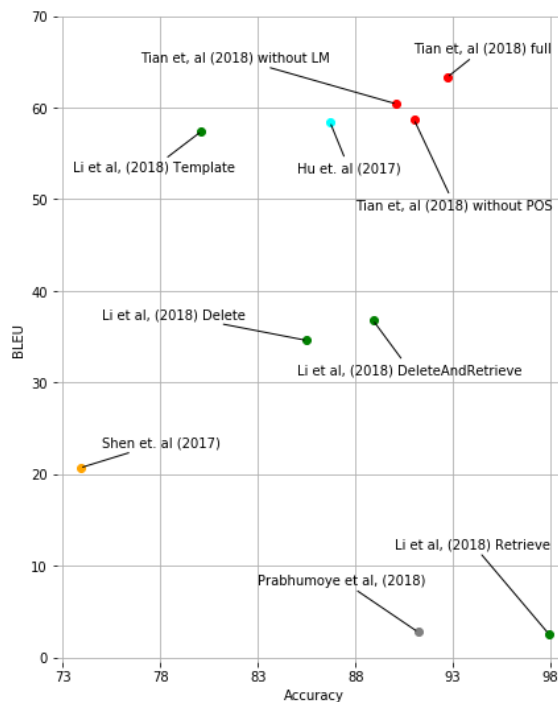 70
Tian et, al (2018) full
Tian et, al (2018) without LM
60
Li et al, (2018) Template
Hu et. al (2017)
50
Tian et, al (2018) without POS
40
Li et al, (2018) Delete
BLEU
30
Li et al, (2018) DeleteAndRetrieve
Shen et. al (2017)
20
Li et al, (2018) Retrieve
10
Prabhumoye et al, (2018)
0
73 78 83 88 93 98
Accuracy